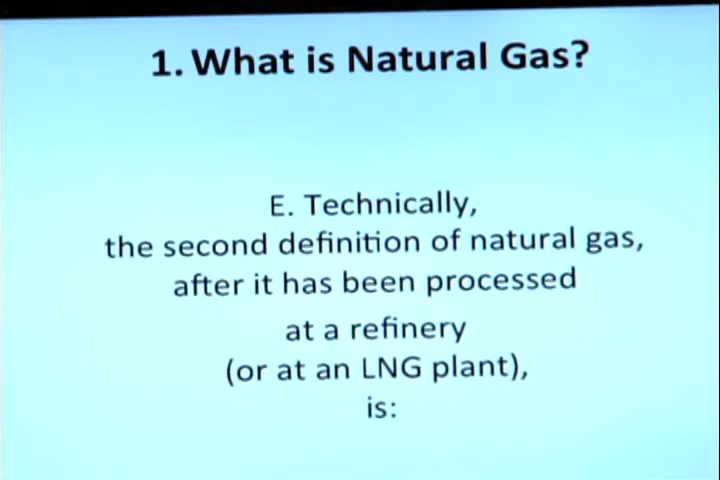 1. What is Natural Gas?
E. Technically,
the second definition of natural gas,
after it has been processed
at a refinery
(or at an LNG plant),
is: